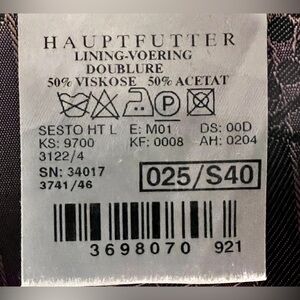 HAUPTFUTTER
LINING-VOERING
DOUBLURE
50% VISKOSE 50% ACETAT
P
SESTO HT L E: M01 DS: 00D
KS: 9700 KF: 0008 AH: 0204
3122/4
SN: 34017
3741/46
025/S40
3698070 921